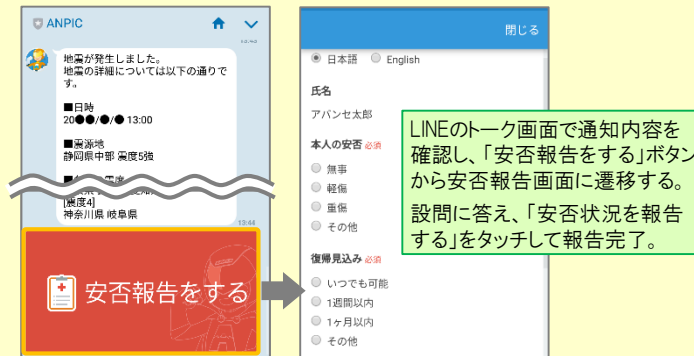 ANPIC
地震が発生しました。
地震の詳細については以下の通りで
す。
■日時
20●●/●/● 13:00
■震源地
静岡県中部 震度5強
[震度4]
神奈川県 岐阜県
13:44
安否報告をする
閉じる
日本語 English
氏名
アバンセ太郎
本人の安否 必須
無事
軽傷
重傷
その他
復帰見込み 必須
いつでも可能
1週間以内
1ヶ月以内
その他
LINEのトーク画面で通知内容を
確認し、「安否報告をする」ボタン
から安否報告画面に遷移する。
設問に答え、「安否状況を報告
する」をタッチして報告完了。